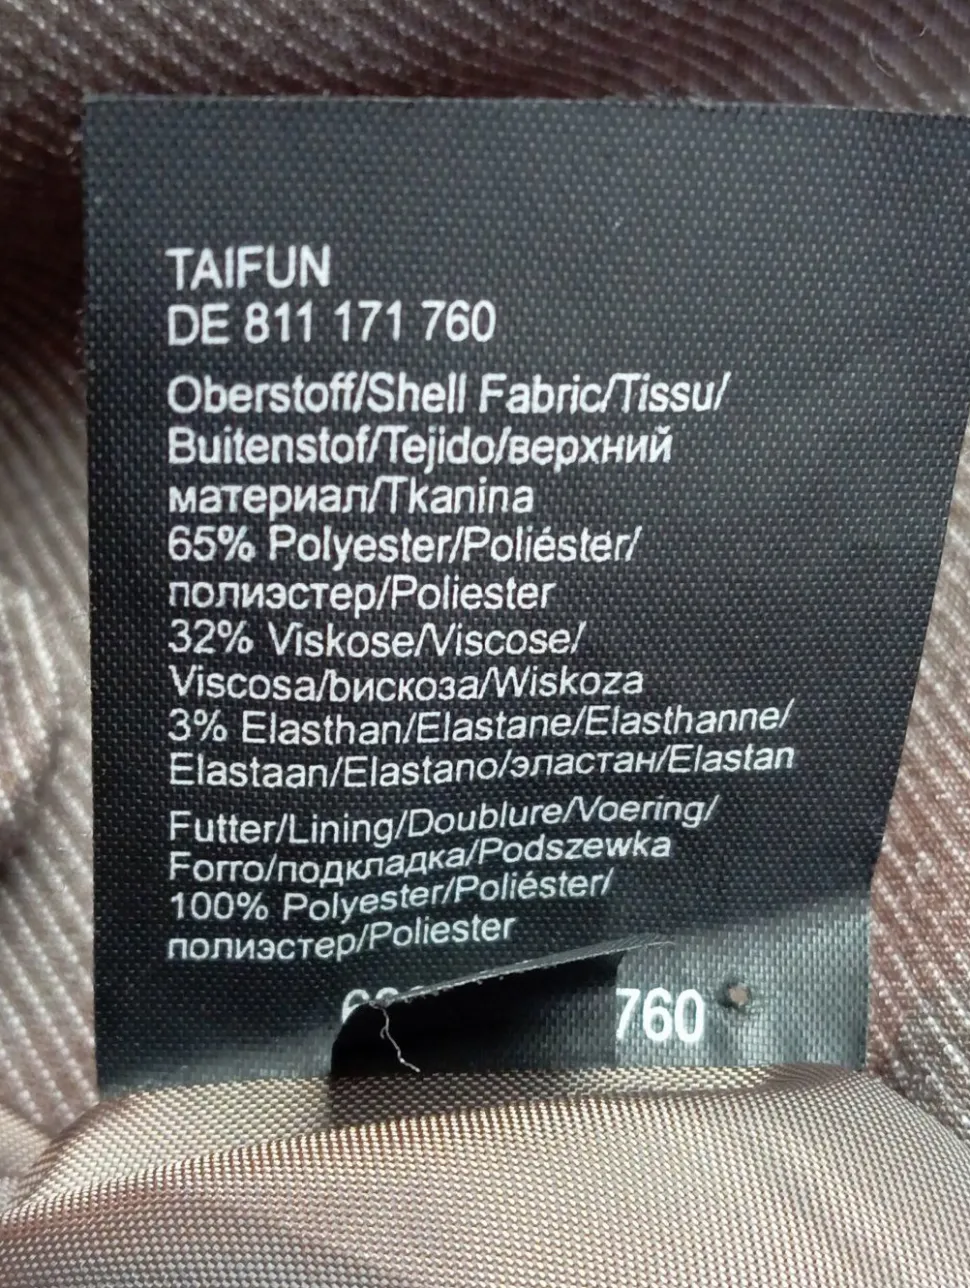 TAIFUN
DE 811 171 760
Oberstoff/Shell Fabric/Tissu/
Buitenstof/Tejido/верхний
материал/Tkanina
65% Polyester/Poliéster/
полиэстер/Poliester
32% Viskose/Viscose/
Viscosa/вискоза/Wiskoza
3% Elasthan/Elastane/Elasthanne/
Elastaan/Elastano/эластан/Elastan
Futter/Lining/Doublure/Voering/
Forro/подкладка/Podszewka
100% Polyester/Poliéster/
полиэстер/Poliester
760